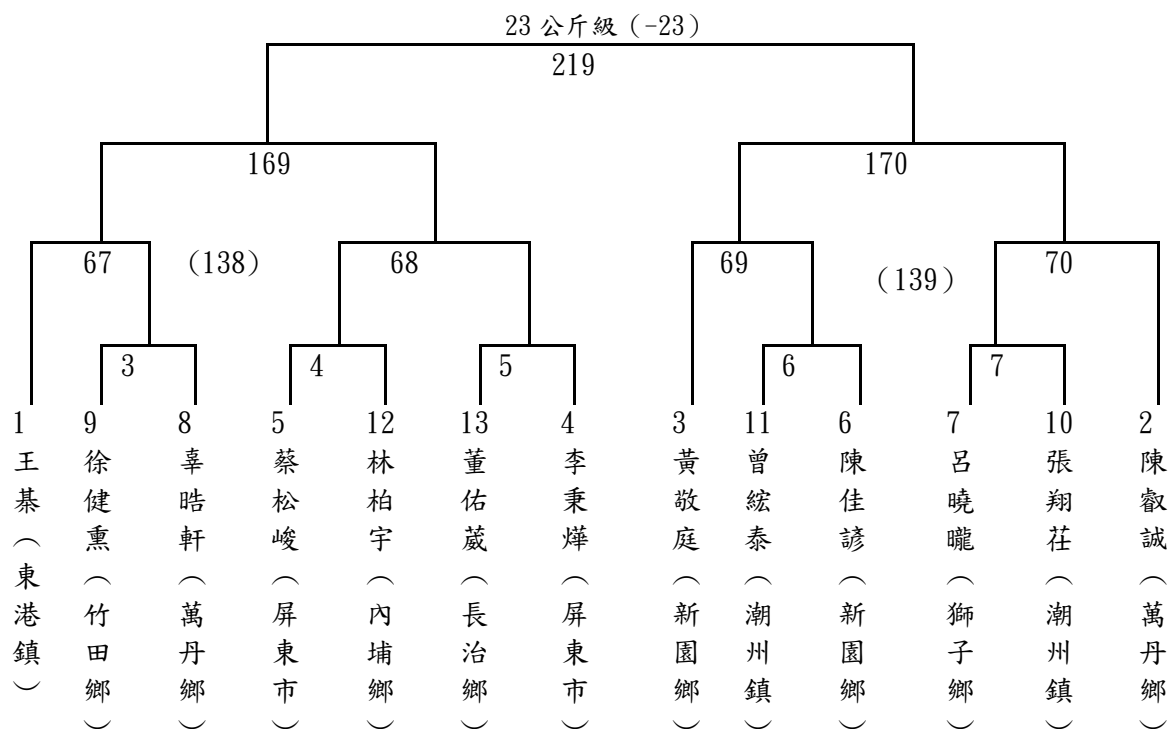 23 公斤級（-23）
219
169
170
67
（138）
68
69
（139）
70
3
4
5
6
7
1 王綦（東港鎮）
9 徐健熏（竹田鄉）
8 辜晧軒（萬丹鄉）
5 蔡松峻（屏東市）
12 林柏宇（內埔鄉）
13 董佑葳（長治鄉）
4 李秉燁（屏東市）
3 黃敬庭（新園鄉）
11 曾綋泰（潮州鎮）
6 陳佳諺（新園鄉）
7 呂曉曨（獅子鄉）
10 張翔茌（潮州鎮）
2 陳叡誠（萬丹鄉）